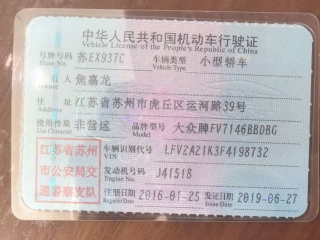 中华人民共和国机动车行驶证
Vehicle License of the People's Republic of China
号牌号码 苏EX937C 车辆类型 小型轿车
Plate No. Vehicle Type
所有人 焦嘉龙
Owner
住址 江苏省苏州市虎丘区运河路39号
Address
使用性质 非营运 品牌型号 大众牌FV7146BBDBG
Use Character Model
江苏省苏州
市公安局交
通警察支队
车辆识别代号 LFV2A21K3F4198732
VIN
发动机号码 J41518
Engine No.
注册日期 2016-01-25 发证日期 2019-06-27
Register Date Issue Date